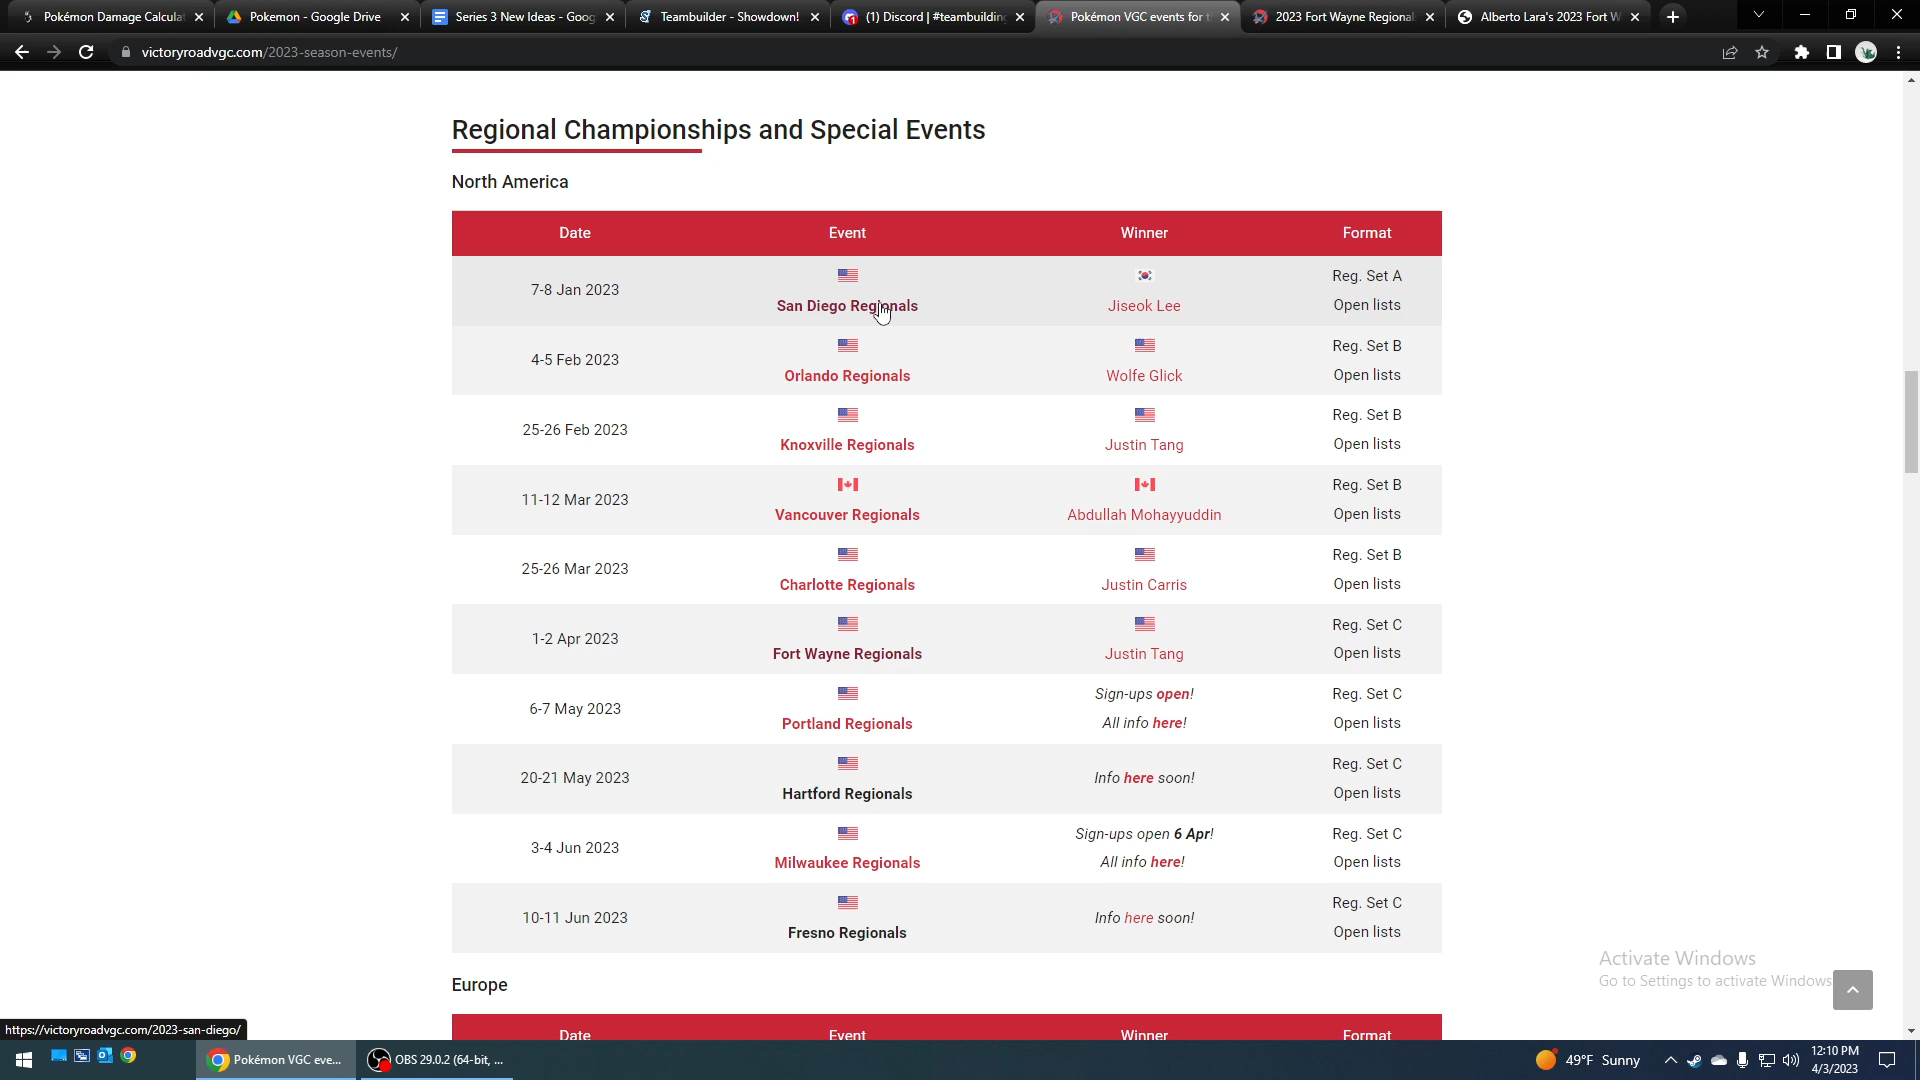 Pokémon Damage Calculat
Pokemon - Google Drive
Series 3 New Ideas - Goog
Teambuilder - Showdown!
(1) Discord | #teambuilding
Pokémon VGC events for t
2023 Fort Wayne Regional
Alberto Lara's 2023 Fort W
victoryroadvgc.com/2023-season-events/
Regional Championships and Special Events
North America
Date Event Winner Format
7-8 Jan 2023 San Diego Regionals Jiseok Lee Reg. Set A
Open lists
4-5 Feb 2023 Orlando Regionals Wolfe Glick Reg. Set B
Open lists
25-26 Feb 2023 Knoxville Regionals Justin Tang Reg. Set B
Open lists
11-12 Mar 2023 Vancouver Regionals Abdullah Mohayyuddin Reg. Set B
Open lists
25-26 Mar 2023 Charlotte Regionals Justin Carris Reg. Set B
Open lists
1-2 Apr 2023 Fort Wayne Regionals Justin Tang Reg. Set C
Open lists
6-7 May 2023 Portland Regionals Sign-ups open! Reg. Set C
All info here! Open lists
20-21 May 2023 Hartford Regionals Info here soon! Reg. Set C
Open lists
3-4 Jun 2023 Milwaukee Regionals Sign-ups open 6 Apr! Reg. Set C
All info here! Open lists
10-11 Jun 2023 Fresno Regionals Info here soon! Reg. Set C
Open lists
Activate Windows
Go to Settings to activate Windows
Europe
Date Event Winner Format
https://victoryroadvgc.com/2023-san-diego/
Pokémon VGC eve...
OBS 29.0.2 (64-bit, ...
49°F Sunny
12:10 PM
4/3/2023